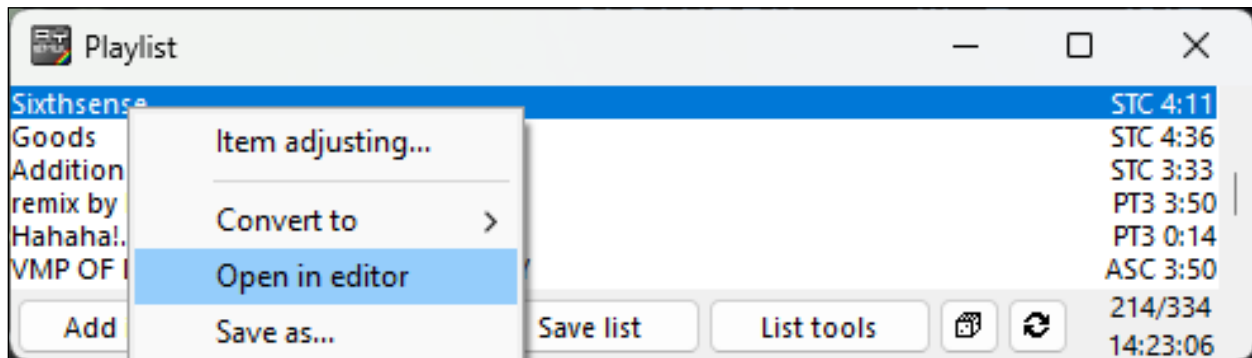 Playlist
Sixthsense STC 4:11
Goods STC 4:36
Addition STC 3:33
remix by PT3 3:50
Hahaha!. PT3 0:14
VMP OF ASC 3:50
Item adjusting...
Convert to
Open in editor
Save as...
Add Save list List tools 214/334
14:23:06